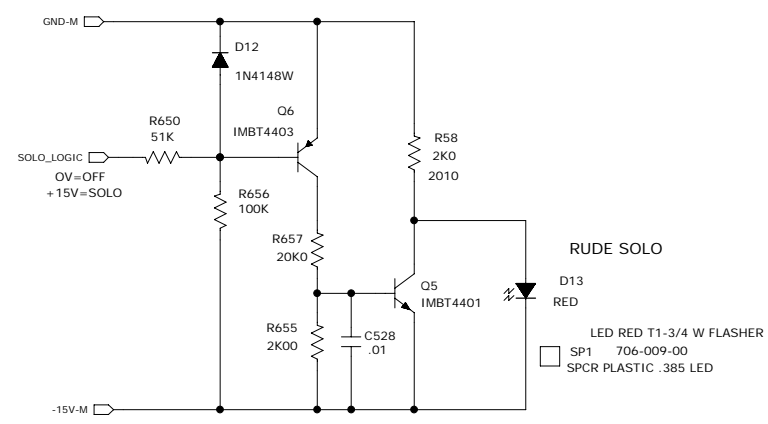 GND-M
D12
1N4148W
Q6
IMBT4403
R650
51K
SOLO_LOGIC
OV=OFF
+15V=SOLO
R656
100K
R58
2K0
2010
R657
20K0
Q5
IMBT4401
RUDE SOLO
D13
RED
R655
2K00
C528
.01
LED RED T1-3/4 W FLASHER
SP1 706-009-00
SPCR PLASTIC .385 LED
-15V-M